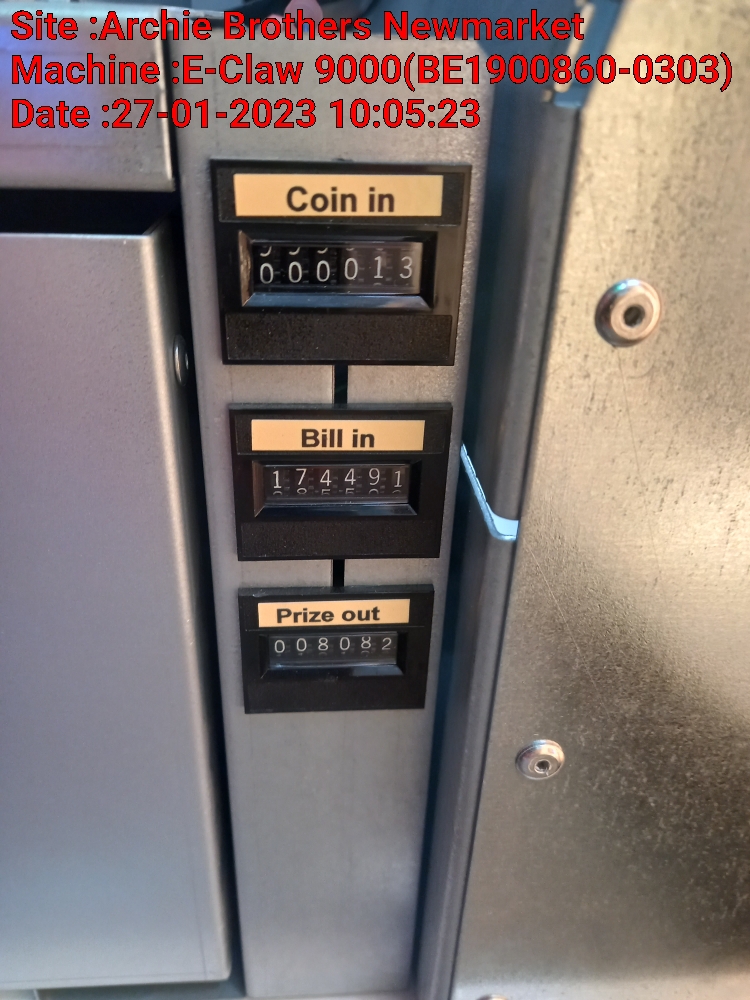 Site :Archie Brothers Newmarket
Machine :E-Claw 9000(BE1900860-0303)
Date :27-01-2023 10:05:23
Coin in
000013
Bill in
174491
Prize out
008082